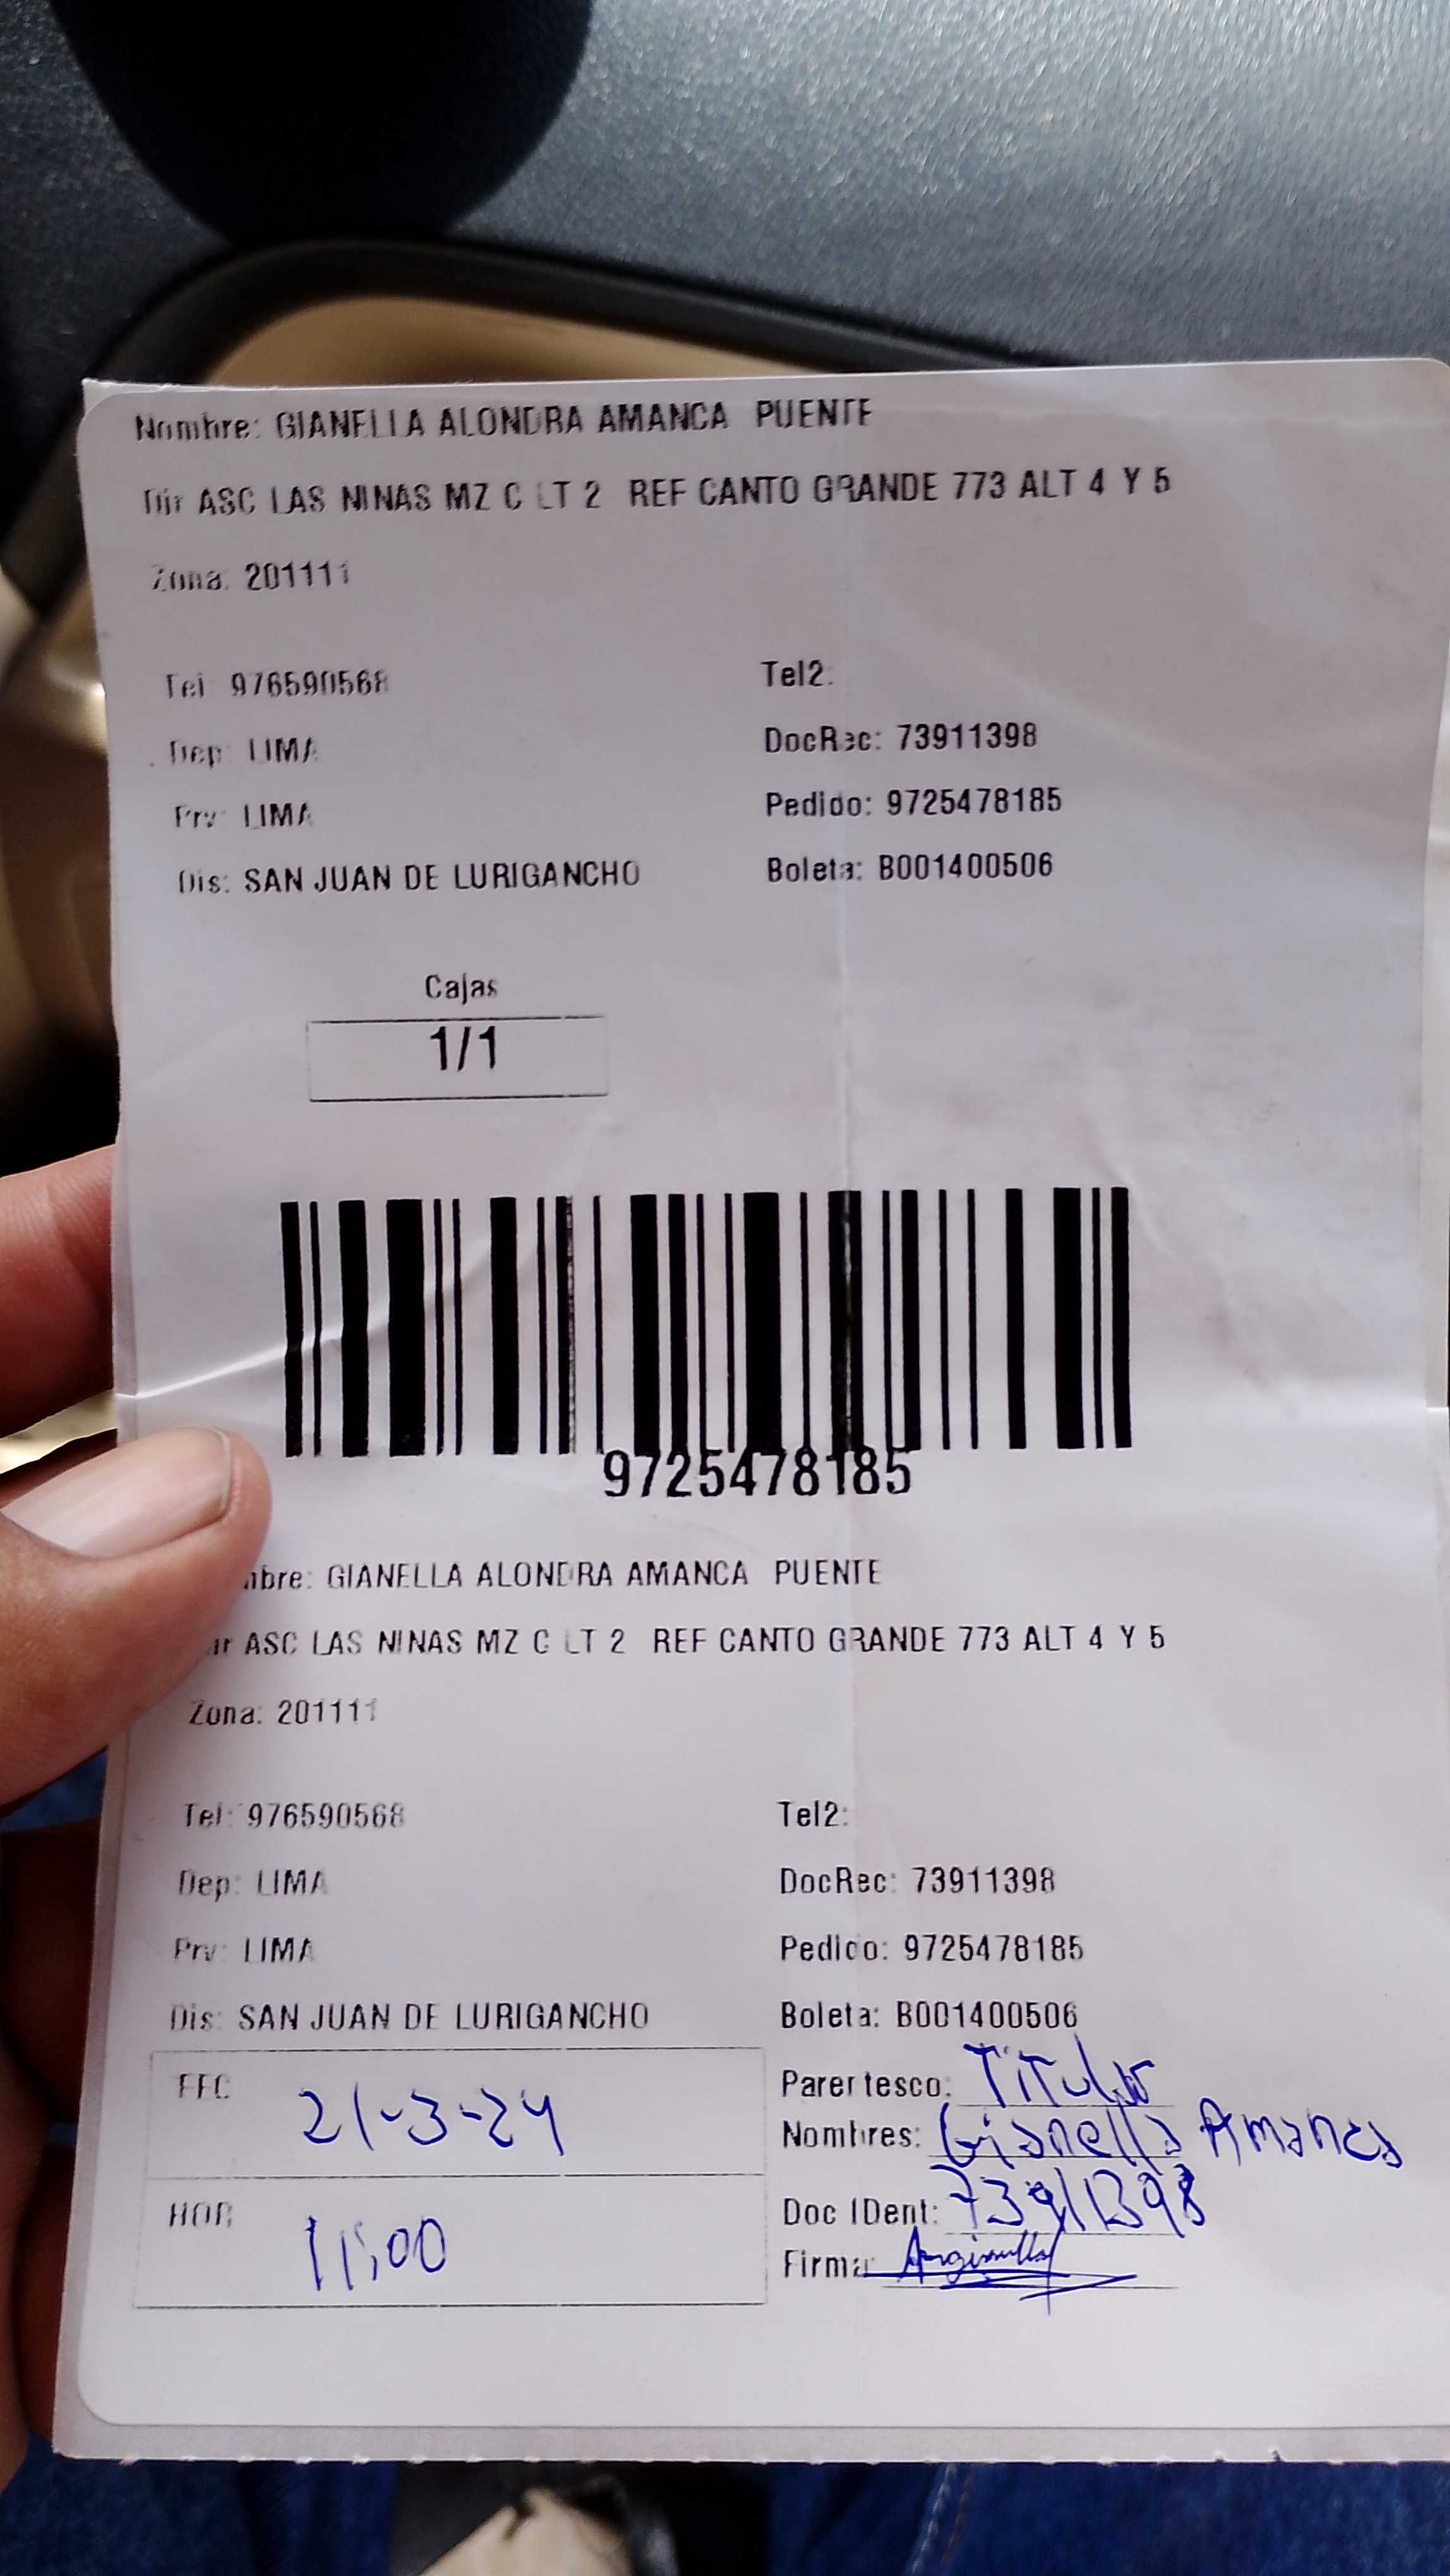 Nombre: GIANELLA ALONDRA AMANCA PUENTE
Dir ASC LAS NINAS MZ C LT 2 REF CANTO GRANDE 773 ALT 4 Y 5
Zona: 201111
Tel: 976590568 Tel2:
Dep: LIMA DocRec: 73911398
Prv: LIMA Pedido: 9725478185
Dis: SAN JUAN DE LURIGANCHO Boleta: B001400506
Cajas
1/1
9725478185
mbre: GIANELLA ALONDRA AMANCA PUENTE
ir ASC LAS NINAS MZ C LT 2 REF CANTO GRANDE 773 ALT 4 Y 5
Zona: 201111
Tel: 976590568 Tel2:
Dep: LIMA DocRec: 73911398
Prv: LIMA Pedido: 9725478185
Dis: SAN JUAN DE LURIGANCHO Boleta: B001400506
FEC 21-3-24 Parentesco: Titular
Nombres: Gianella Amanca
HOR 11:00 Doc IDent: 73911398
Firma: